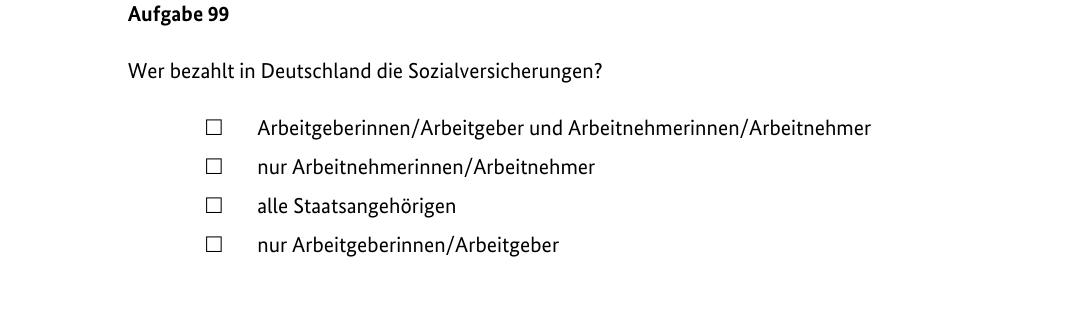 Aufgabe 99
Wer bezahlt in Deutschland die Sozialversicherungen?
☐ Arbeitgeberinnen/Arbeitgeber und Arbeitnehmerinnen/Arbeitnehmer
☐ nur Arbeitnehmerinnen/Arbeitnehmer
☐ alle Staatsangehörigen
☐ nur Arbeitgeberinnen/Arbeitgeber